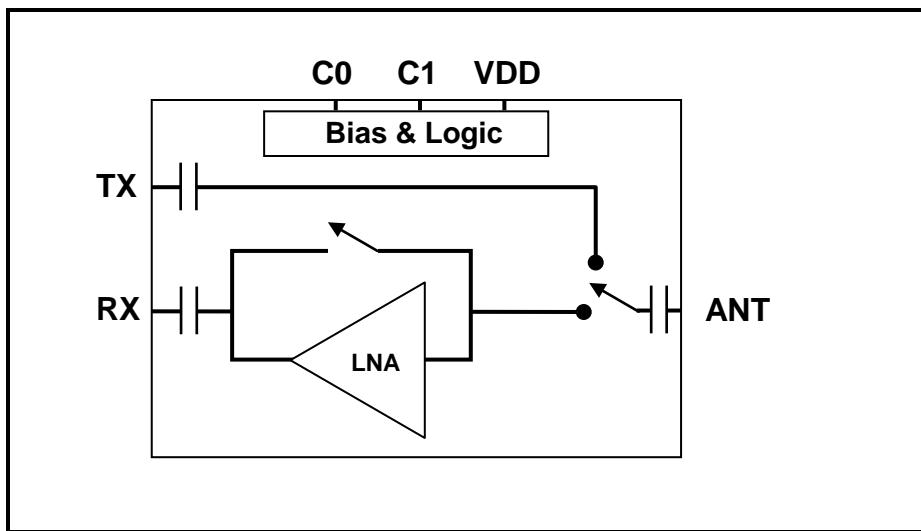 C0 C1 VDD
Bias & Logic
TX
RX
ANT
LNA